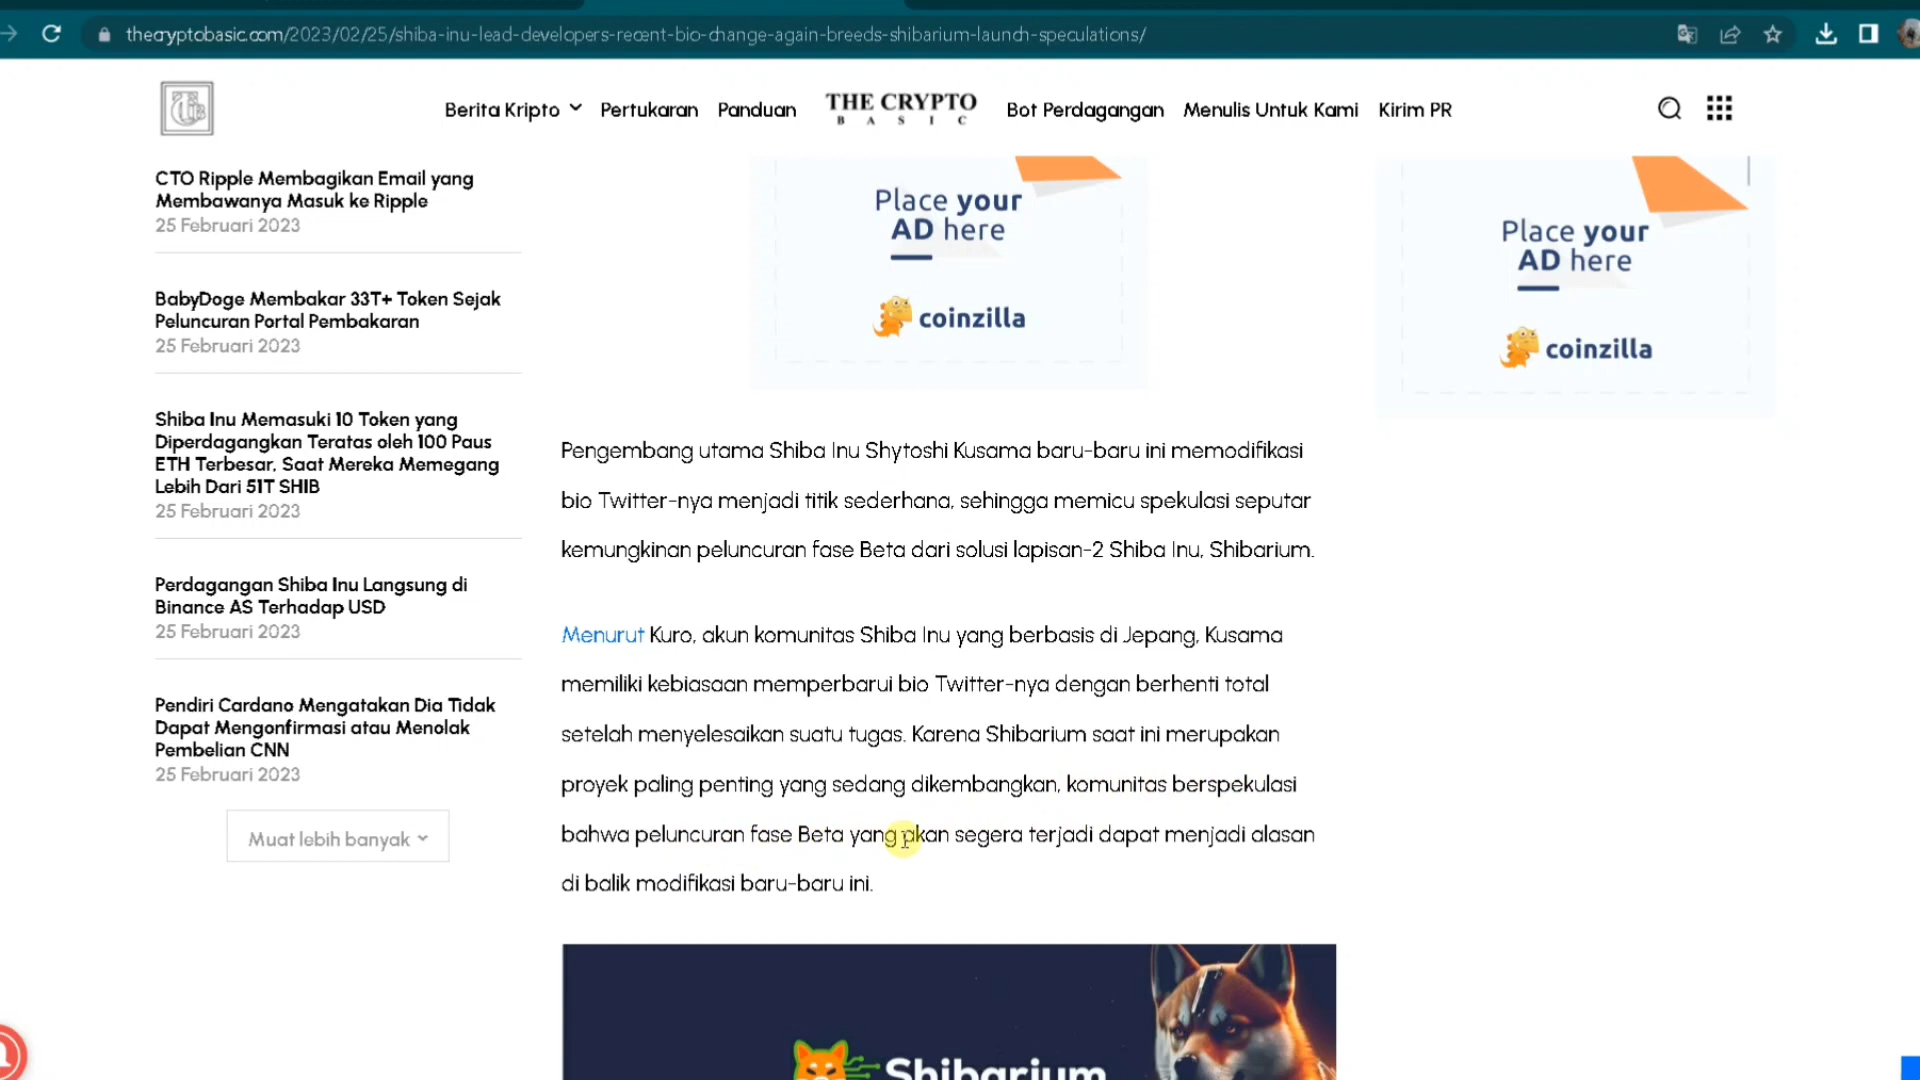 thecryptobasic.com/2023/02/25/shiba-inu-lead-developers-recent-bio-change-again-breeds-shibarium-launch-speculations/
Berita Kripto
Pertukaran
Panduan
THE CRYPTO
BASIC
Bot Perdagangan
Menulis Untuk Kami
Kirim PR
CTO Ripple Membagikan Email yang
Membawanya Masuk ke Ripple
25 Februari 2023
BabyDoge Membakar 33T+ Token Sejak
Peluncuran Portal Pembakaran
25 Februari 2023
Shiba Inu Memasuki 10 Token yang
Diperdagangkan Teratas oleh 100 Paus
ETH Terbesar, Saat Mereka Memegang
Lebih Dari 51T SHIB
25 Februari 2023
Perdagangan Shiba Inu Langsung di
Binance AS Terhadap USD
25 Februari 2023
Pendiri Cardano Mengatakan Dia Tidak
Dapat Mengonfirmasi atau Menolak
Pembelian CNN
25 Februari 2023
Muat lebih banyak
Place your
AD here
coinzilla
Pengembang utama Shiba Inu Shytoshi Kusama baru-baru ini memodifikasi
bio Twitter-nya menjadi titik sederhana, sehingga memicu spekulasi seputar
kemungkinan peluncuran fase Beta dari solusi lapisan-2 Shiba Inu, Shibarium.
Menurut Kuro, akun komunitas Shiba Inu yang berbasis di Jepang, Kusama
memiliki kebiasaan memperbarui bio Twitter-nya dengan berhenti total
setelah menyelesaikan suatu tugas. Karena Shibarium saat ini merupakan
proyek paling penting yang sedang dikembangkan, komunitas berspekulasi
bahwa peluncuran fase Beta yang akan segera terjadi dapat menjadi alasan
di balik modifikasi baru-baru ini.
Shibarium
Place your
AD here
coinzilla